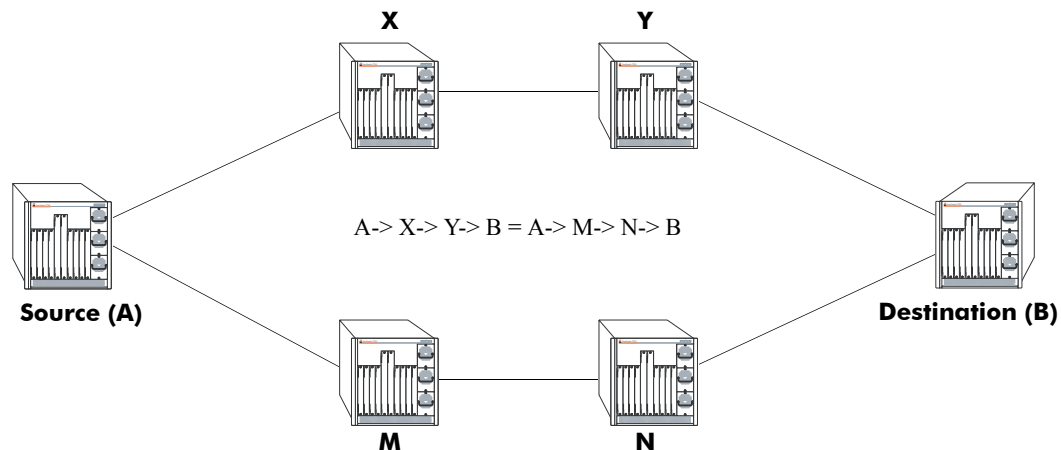 X
Y
A-> X-> Y-> B = A-> M-> N-> B
Source (A)
Destination (B)
M
N